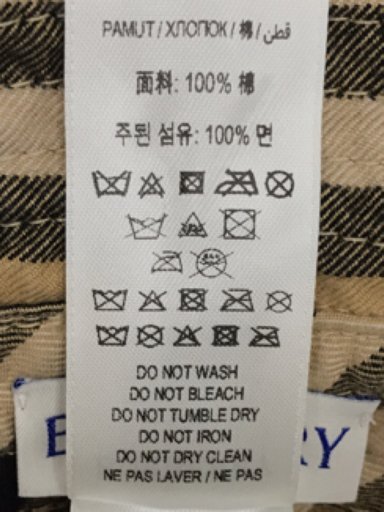 PAMUT / ХЛОПОК / 棉 / قطن
面料: 100% 棉
주된 섬유: 100% 면
DO NOT WASH
DO NOT BLEACH
DO NOT TUMBLE DRY
DO NOT IRON
DO NOT DRY CLEAN
NE PAS LAVER / NE PAS
B RY